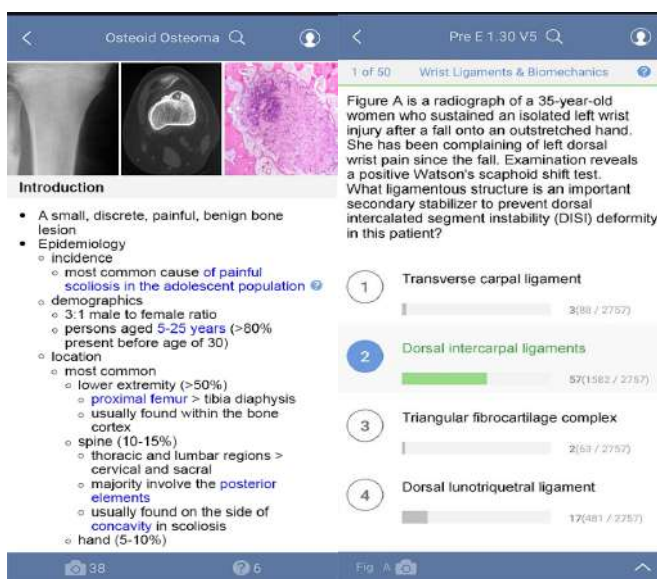 Osteoid Osteoma
Introduction
• A small, discrete, painful, benign bone
lesion
• Epidemiology
○ incidence
○ most common cause of painful
scoliosis in the adolescent population
○ demographics
○ 3:1 male to female ratio
○ persons aged 5-25 years (>80%
present before age of 30)
○ location
○ most common
○ lower extremity (>50%)
○ proximal femur > tibia diaphysis
○ usually found within the bone
cortex
○ spine (10-15%)
○ thoracic and lumbar regions >
cervical and sacral
○ majority involve the posterior
elements
○ usually found on the side of
concavity in scoliosis
○ hand (5-10%)
38
6
Pre E 1.30 V5
1 of 50 Wrist Ligaments & Biomechanics
Figure A is a radiograph of a 35-year-old
women who sustained an isolated left wrist
injury after a fall onto an outstretched hand.
She has been complaining of left dorsal
wrist pain since the fall. Examination reveals
a positive Watson's scaphoid shift test.
What ligamentous structure is an important
secondary stabilizer to prevent dorsal
intercalated segment instability (DISI) deformity
in this patient?
1 Transverse carpal ligament
3(88 / 2757)
2 Dorsal intercarpal ligaments
57(1582 / 2757)
3 Triangular fibrocartilage complex
2(63 / 2757)
4 Dorsal lunotriquetral ligament
17(481 / 2757)
Fig A